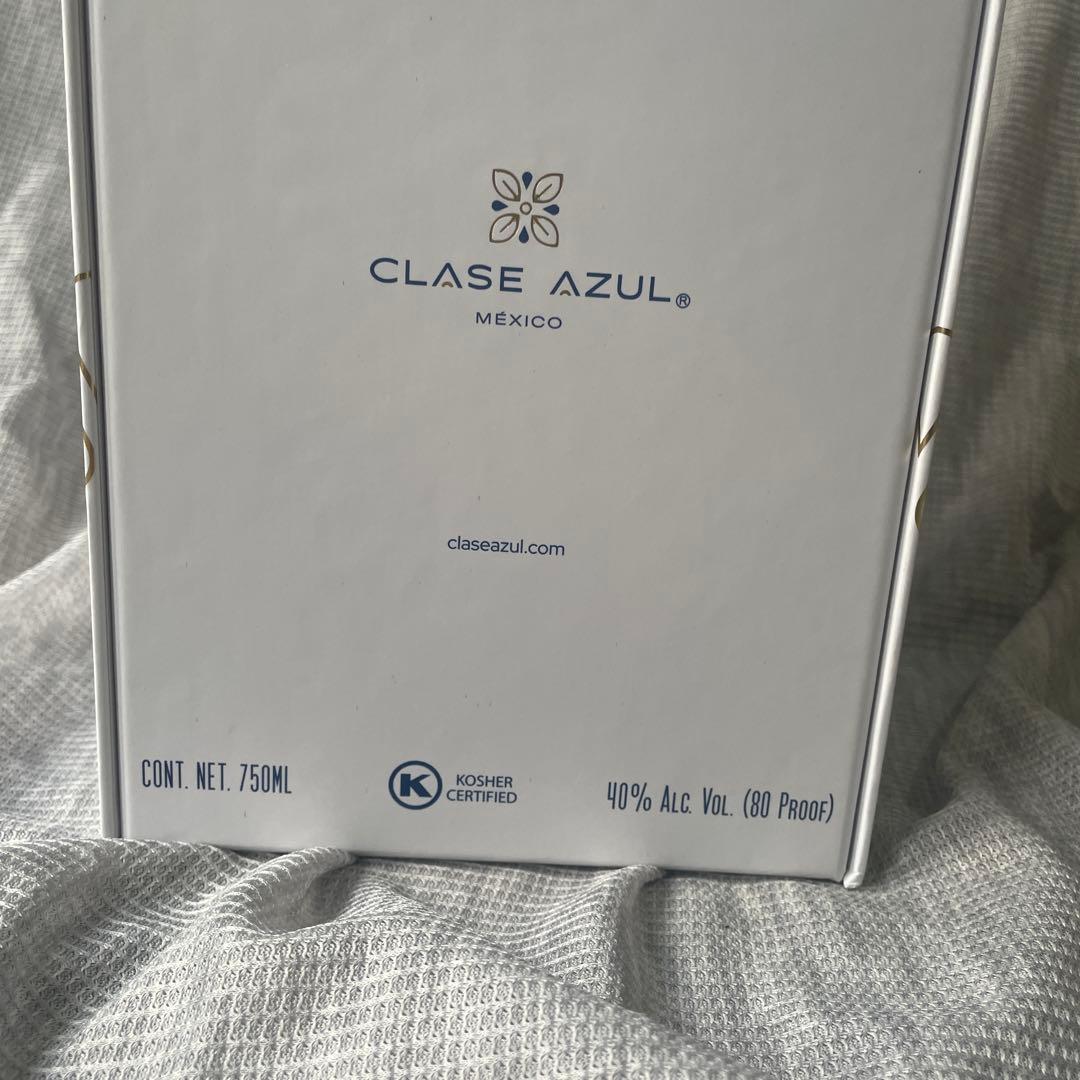 CLASE AZUL®
MÉXICO
claseazul.com
CONT. NET. 750ML
K KOSHER
CERTIFIED
40% ALC. VOL. (80 PROOF)